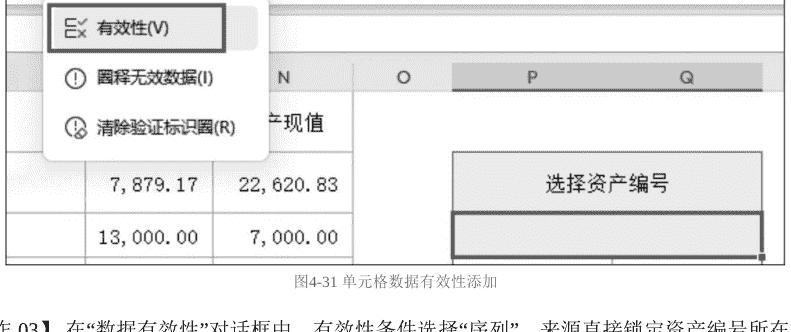 有效性(V)
圈释无效数据(I)
清除验证标识圈(R)
N O P Q
产现值
7,879.17 22,620.83 选择资产编号
13,000.00 7,000.00
图4-31 单元格数据有效性添加
作 03】 在“数据有效性”对话框中，有效性条件选择“序列”，来源直接锁定资产编号所在